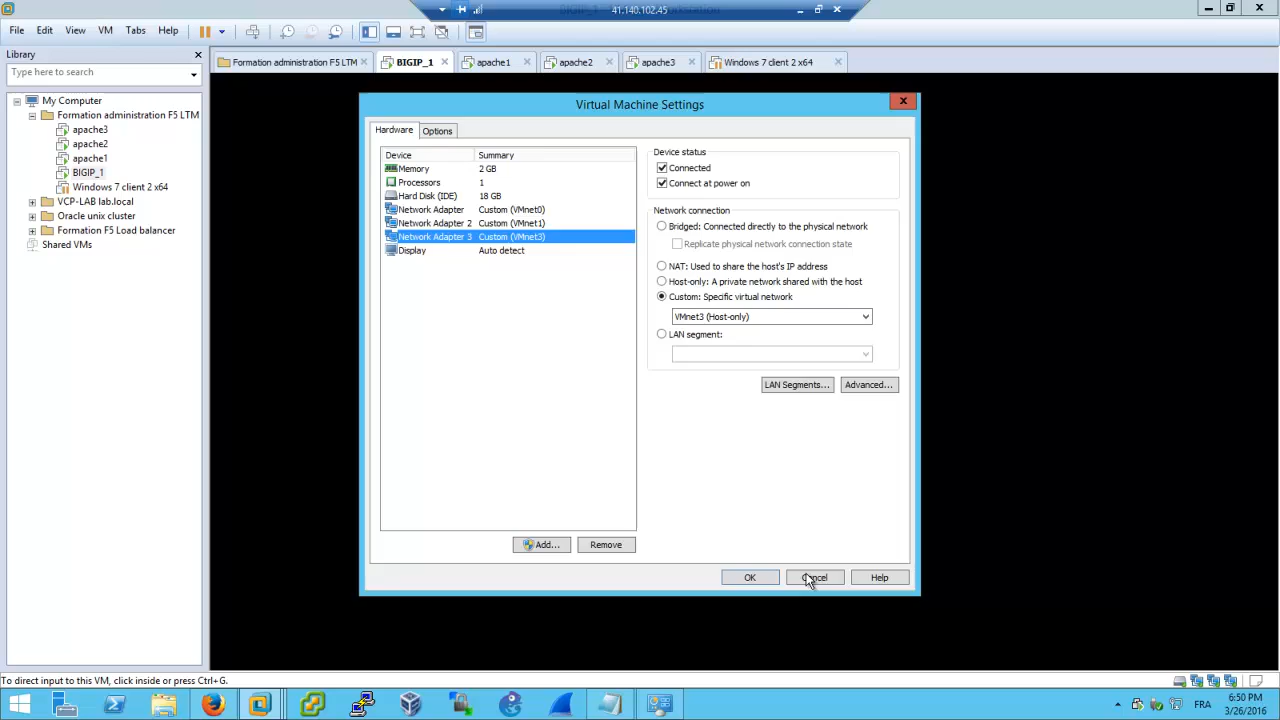 41.140.102.45
File Edit View VM Tabs Help
Library
Type here to search
My Computer
Formation administration F5 LTM
apache3
apache2
apache1
BIGIP_1
Windows 7 client 2 x64
VCP-LAB lab.local
Oracle unix cluster
Formation F5 Load balancer
Shared VMs
Formation administration F5 LTM
BIGIP_1
apache1
apache2
apache3
Windows 7 client 2 x64
Virtual Machine Settings
Hardware Options
Device Summary
Memory 2 GB
Processors 1
Hard Disk (IDE) 18 GB
Network Adapter Custom (VMnet0)
Network Adapter 2 Custom (VMnet1)
Network Adapter 3 Custom (VMnet3)
Display Auto detect
Add... Remove
Device status
Connected
Connect at power on
Network connection
Bridged: Connected directly to the physical network
Replicate physical network connection state
NAT: Used to share the host's IP address
Host-only: A private network shared with the host
Custom: Specific virtual network
VMnet3 (Host-only)
LAN segment:
LAN Segments... Advanced...
OK Cancel Help
To direct input to this VM, click inside or press Ctrl+G.
FRA
6:50 PM
3/26/2016